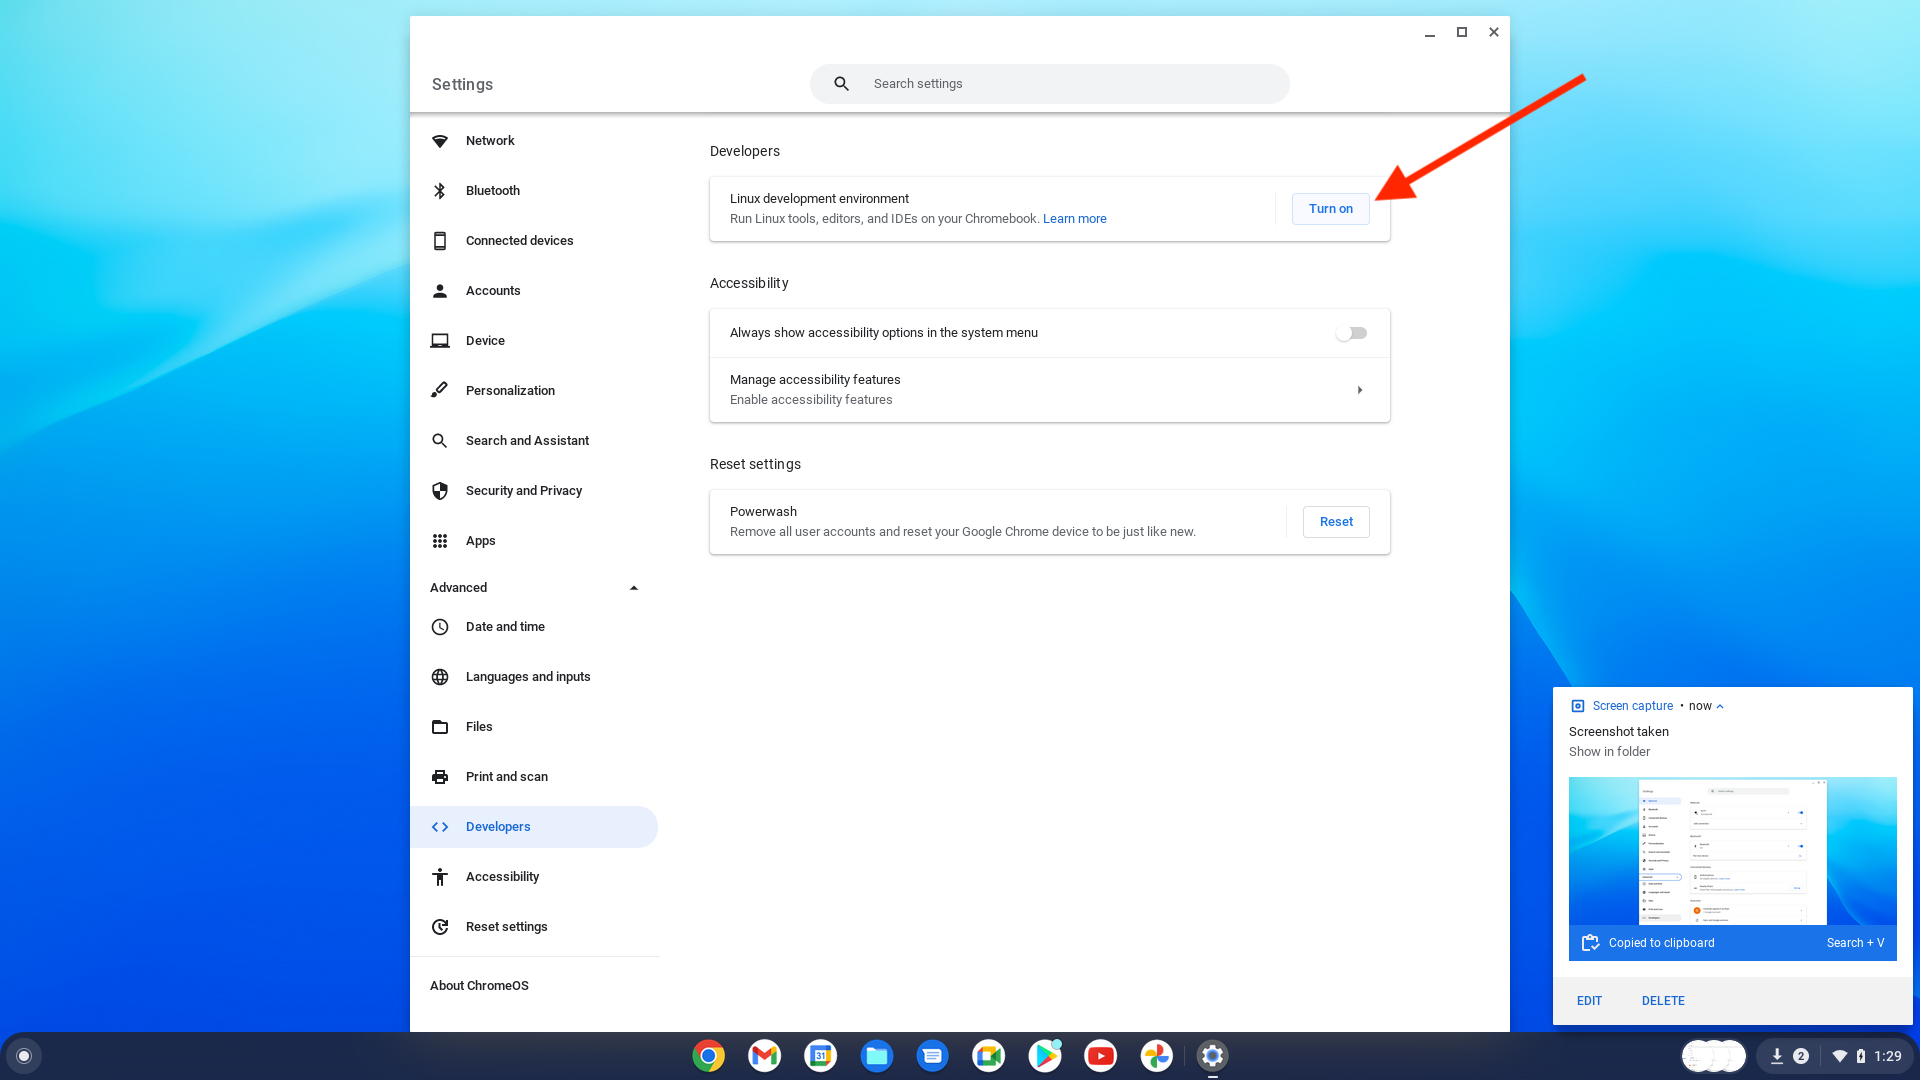 Settings
Search settings
Network
Bluetooth
Connected devices
Accounts
Device
Personalization
Search and Assistant
Security and Privacy
Apps
Advanced
Date and time
Languages and inputs
Files
Print and scan
Developers
Accessibility
Reset settings
About ChromeOS
Developers
Linux development environment
Run Linux tools, editors, and IDEs on your Chromebook. Learn more
Turn on
Accessibility
Always show accessibility options in the system menu
Manage accessibility features
Enable accessibility features
Reset settings
Powerwash
Remove all user accounts and reset your Google Chrome device to be just like new.
Reset
Screen capture • now
Screenshot taken
Show in folder
Copied to clipboard Search + V
EDIT DELETE
31
2
1:29